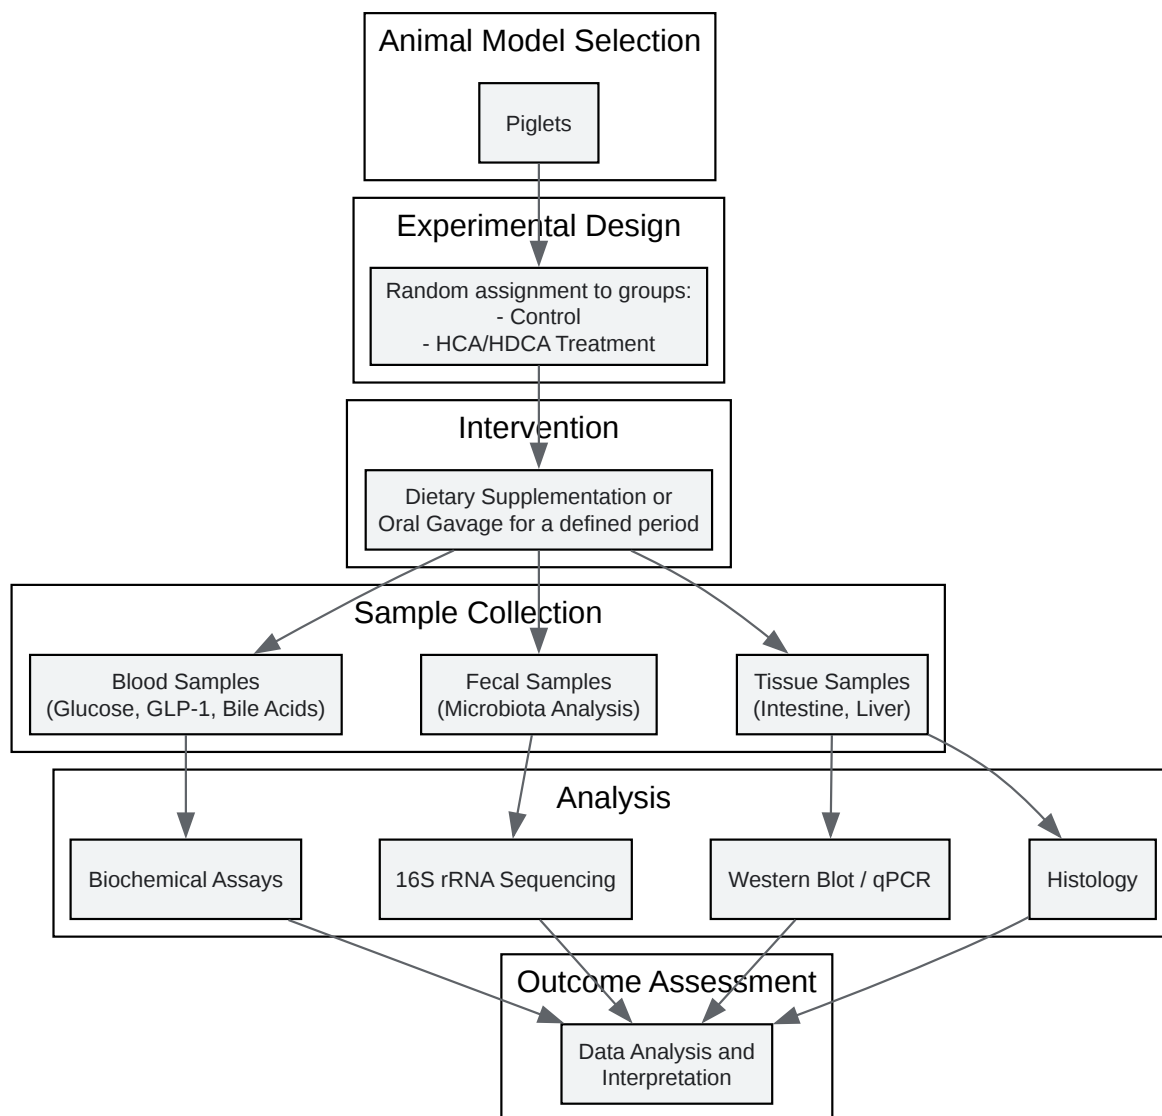 Animal Model Selection
Piglets
Experimental Design
Random assignment to groups:
- Control
- HCA/HDCA Treatment
Intervention
Dietary Supplementation or
Oral Gavage for a defined period
Sample Collection
Blood Samples
(Glucose, GLP-1, Bile Acids)
Fecal Samples
(Microbiota Analysis)
Tissue Samples
(Intestine, Liver)
Analysis
Biochemical Assays
16S rRNA Sequencing
Western Blot / qPCR
Histology
Outcome Assessment
Data Analysis and
Interpretation